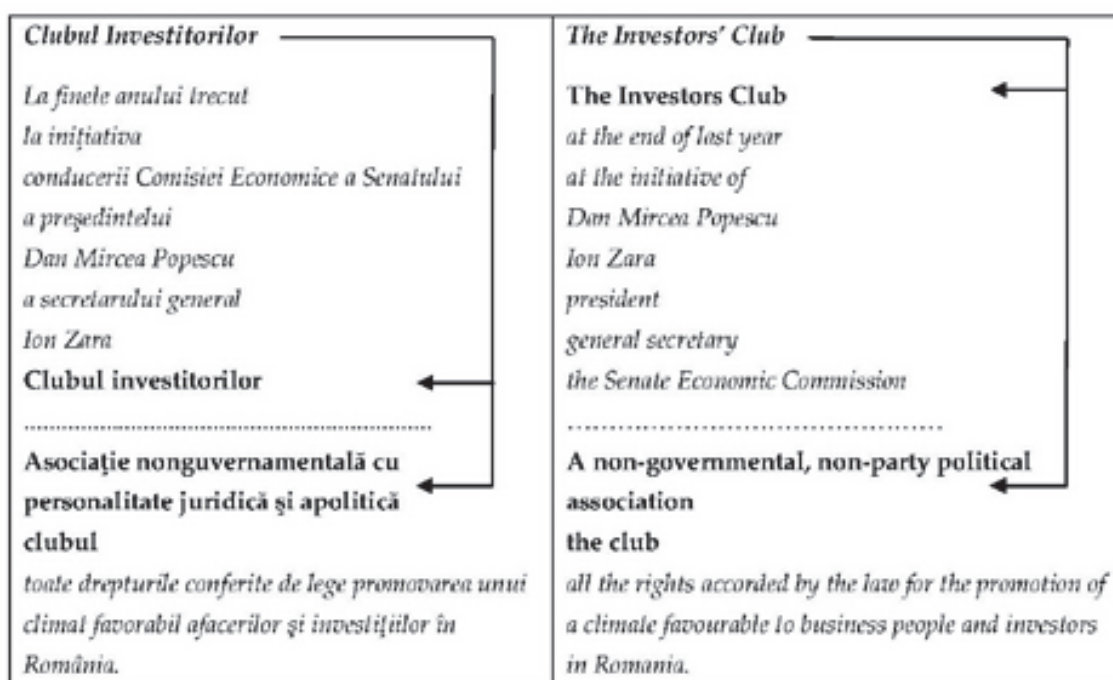 Clubul Investitorilor
La finele anului trecut
la inițiativa
conducerii Comisiei Economice a Senatului
a președintelui
Dan Mircea Popescu
a secretarului general
Ion Zara
Clubul investitorilor
................................................................
Asociație nonguvernamentală cu
personalitate juridică și apolitică
clubul
toate drepturile conferite de lege promovarea unui
climat favorabil afacerilor și investițiilor în
România.
The Investors' Club
The Investors Club
at the end of last year
at the initiative of
Dan Mircea Popescu
Ion Zara
president
general secretary
the Senate Economic Commission
................................................
A non-governmental, non-party political
association
the club
all the rights accorded by the law for the promotion of
a climate favourable to business people and investors
in Romania.